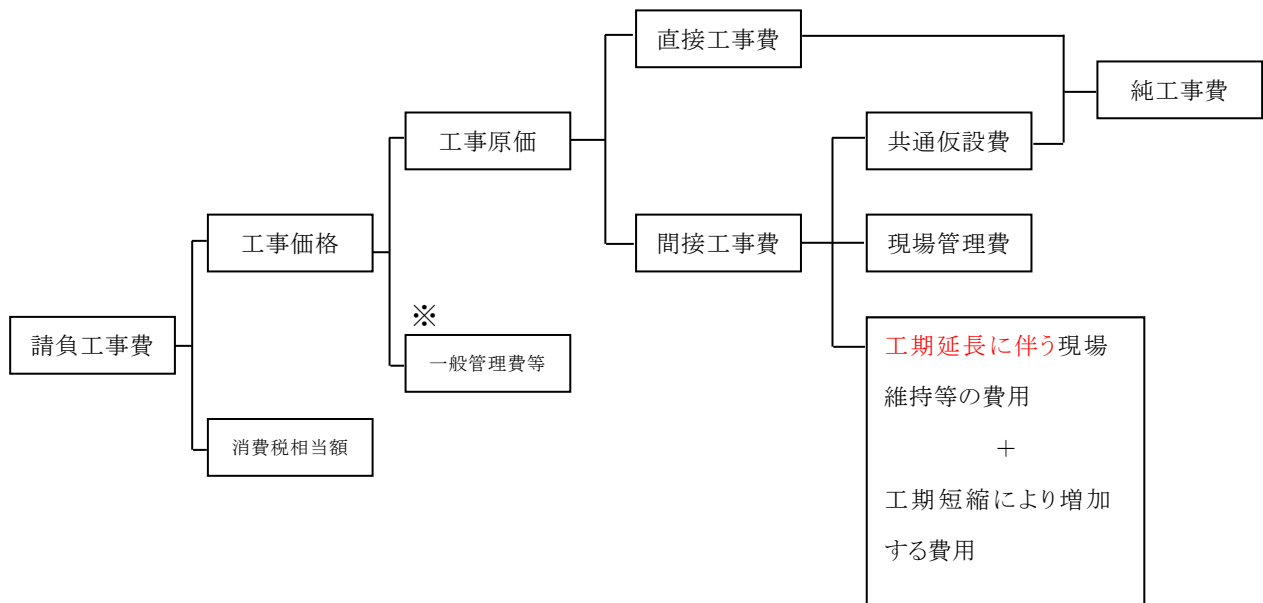 直接工事費
純工事費
工事原価
共通仮設費
工事価格
間接工事費
現場管理費
※
請負工事費
一般管理費等
消費税相当額
工期延長に伴う現場
維持等の費用
＋
工期短縮により増加
する費用